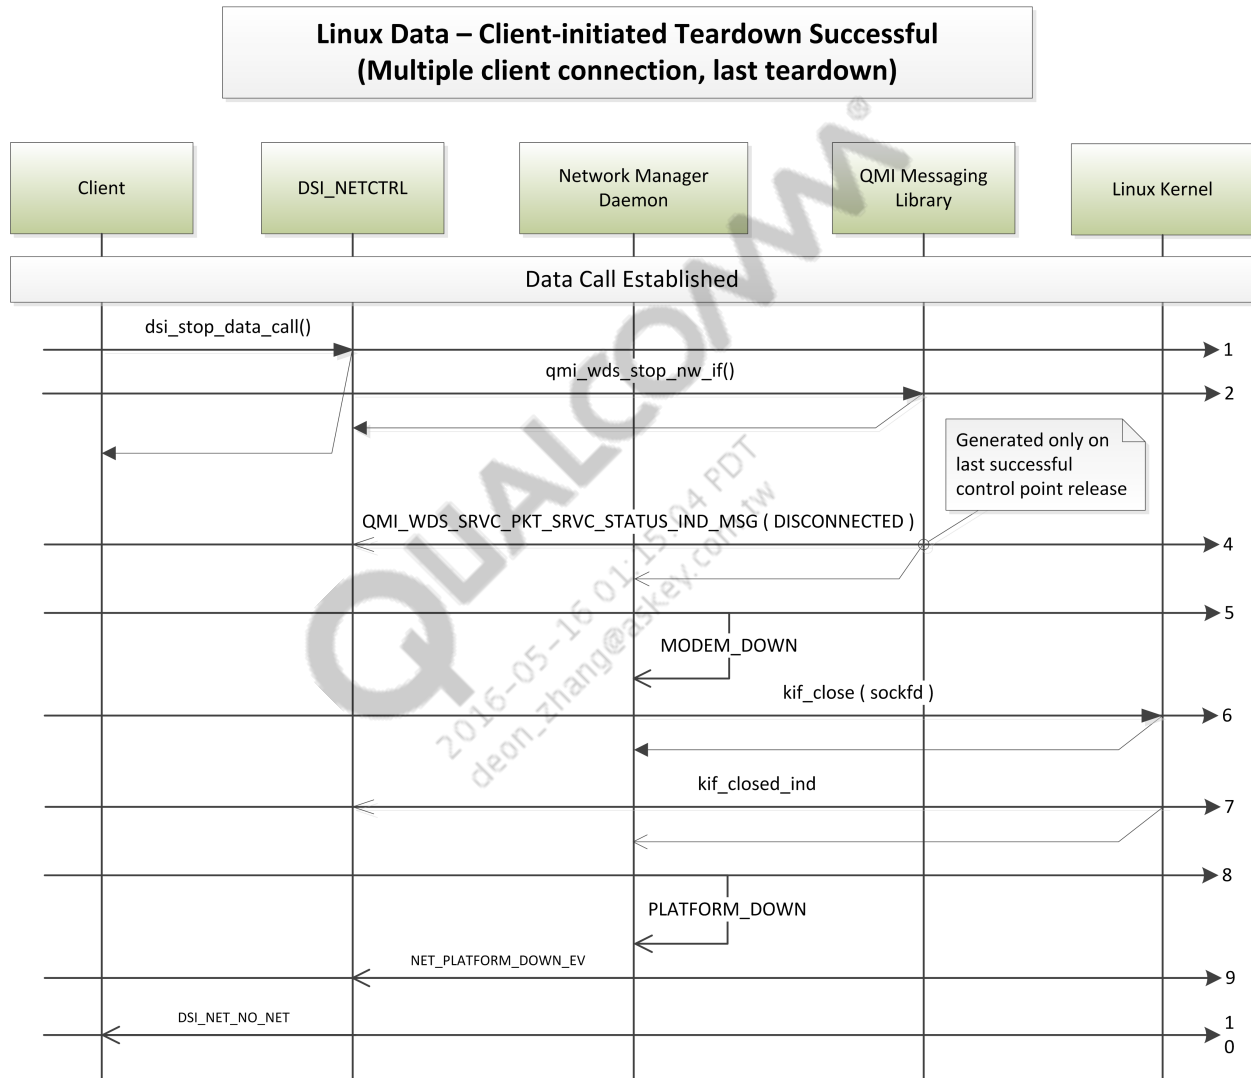 Linux Data – Client-initiated Teardown Successful
(Multiple client connection, last teardown)
Client
DSI_NETCTRL
Network Manager
Daemon
QMI Messaging
Library
Linux Kernel
Data Call Established
dsi_stop_data_call()
1
qmi_wds_stop_nw_if()
2
Generated only on
last successful
control point release
QMI_WDS_SRVC_PKT_SRVC_STATUS_IND_MSG ( DISCONNECTED )
4
5
MODEM_DOWN
kif_close ( sockfd )
6
kif_closed_ind
7
8
PLATFORM_DOWN
NET_PLATFORM_DOWN_EV
9
DSI_NET_NO_NET
1
0
QUALCOMM®
2016-05-16 01:15:04 PDT
deon_zhang@askey.com.tw